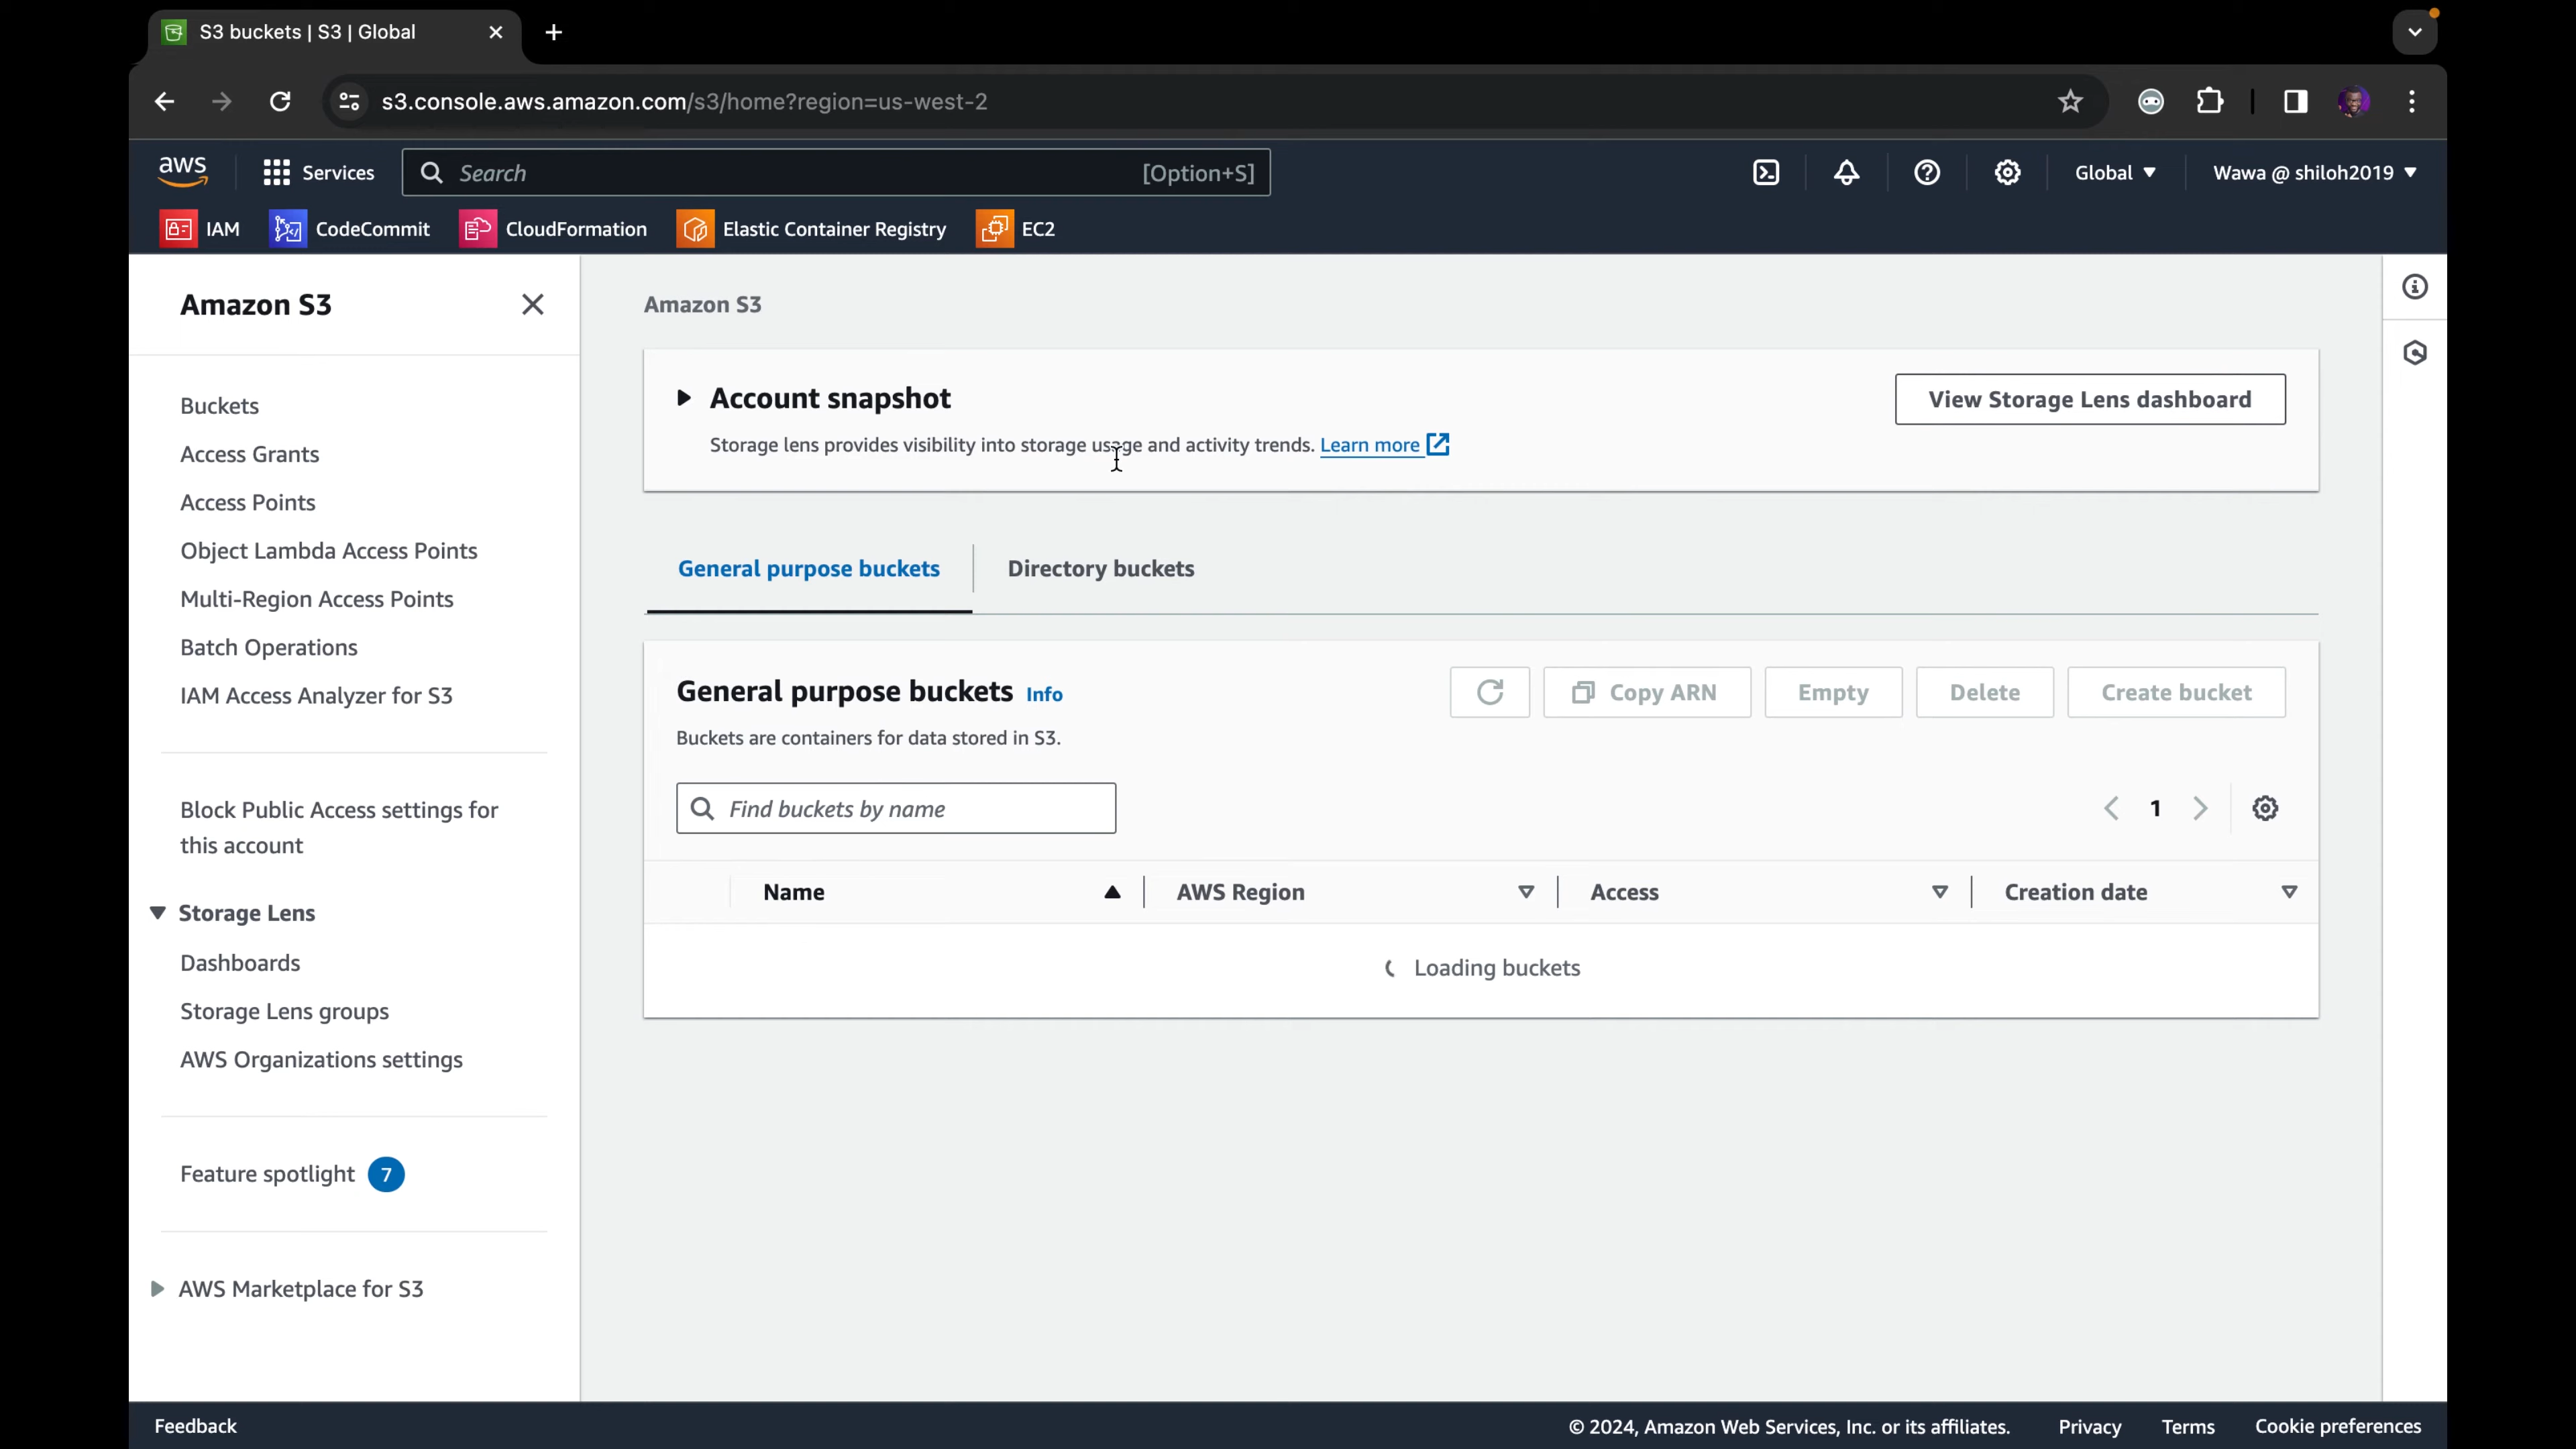 S3 buckets | S3 | Global
s3.console.aws.amazon.com/s3/home?region=us-west-2
aws
Services
Search
[Option+S]
Global
Wawa @ shiloh2019
IAM
CodeCommit
CloudFormation
Elastic Container Registry
EC2
Amazon S3
Buckets
Access Grants
Access Points
Object Lambda Access Points
Multi-Region Access Points
Batch Operations
IAM Access Analyzer for S3
Block Public Access settings for
this account
Storage Lens
Dashboards
Storage Lens groups
AWS Organizations settings
Feature spotlight 7
AWS Marketplace for S3
Amazon S3
Account snapshot
View Storage Lens dashboard
Storage lens provides visibility into storage usage and activity trends. Learn more
General purpose buckets
Directory buckets
General purpose buckets Info
Copy ARN
Empty
Delete
Create bucket
Buckets are containers for data stored in S3.
Find buckets by name
1
Name
AWS Region
Access
Creation date
Loading buckets
Feedback
© 2024, Amazon Web Services, Inc. or its affiliates.
Privacy
Terms
Cookie preferences